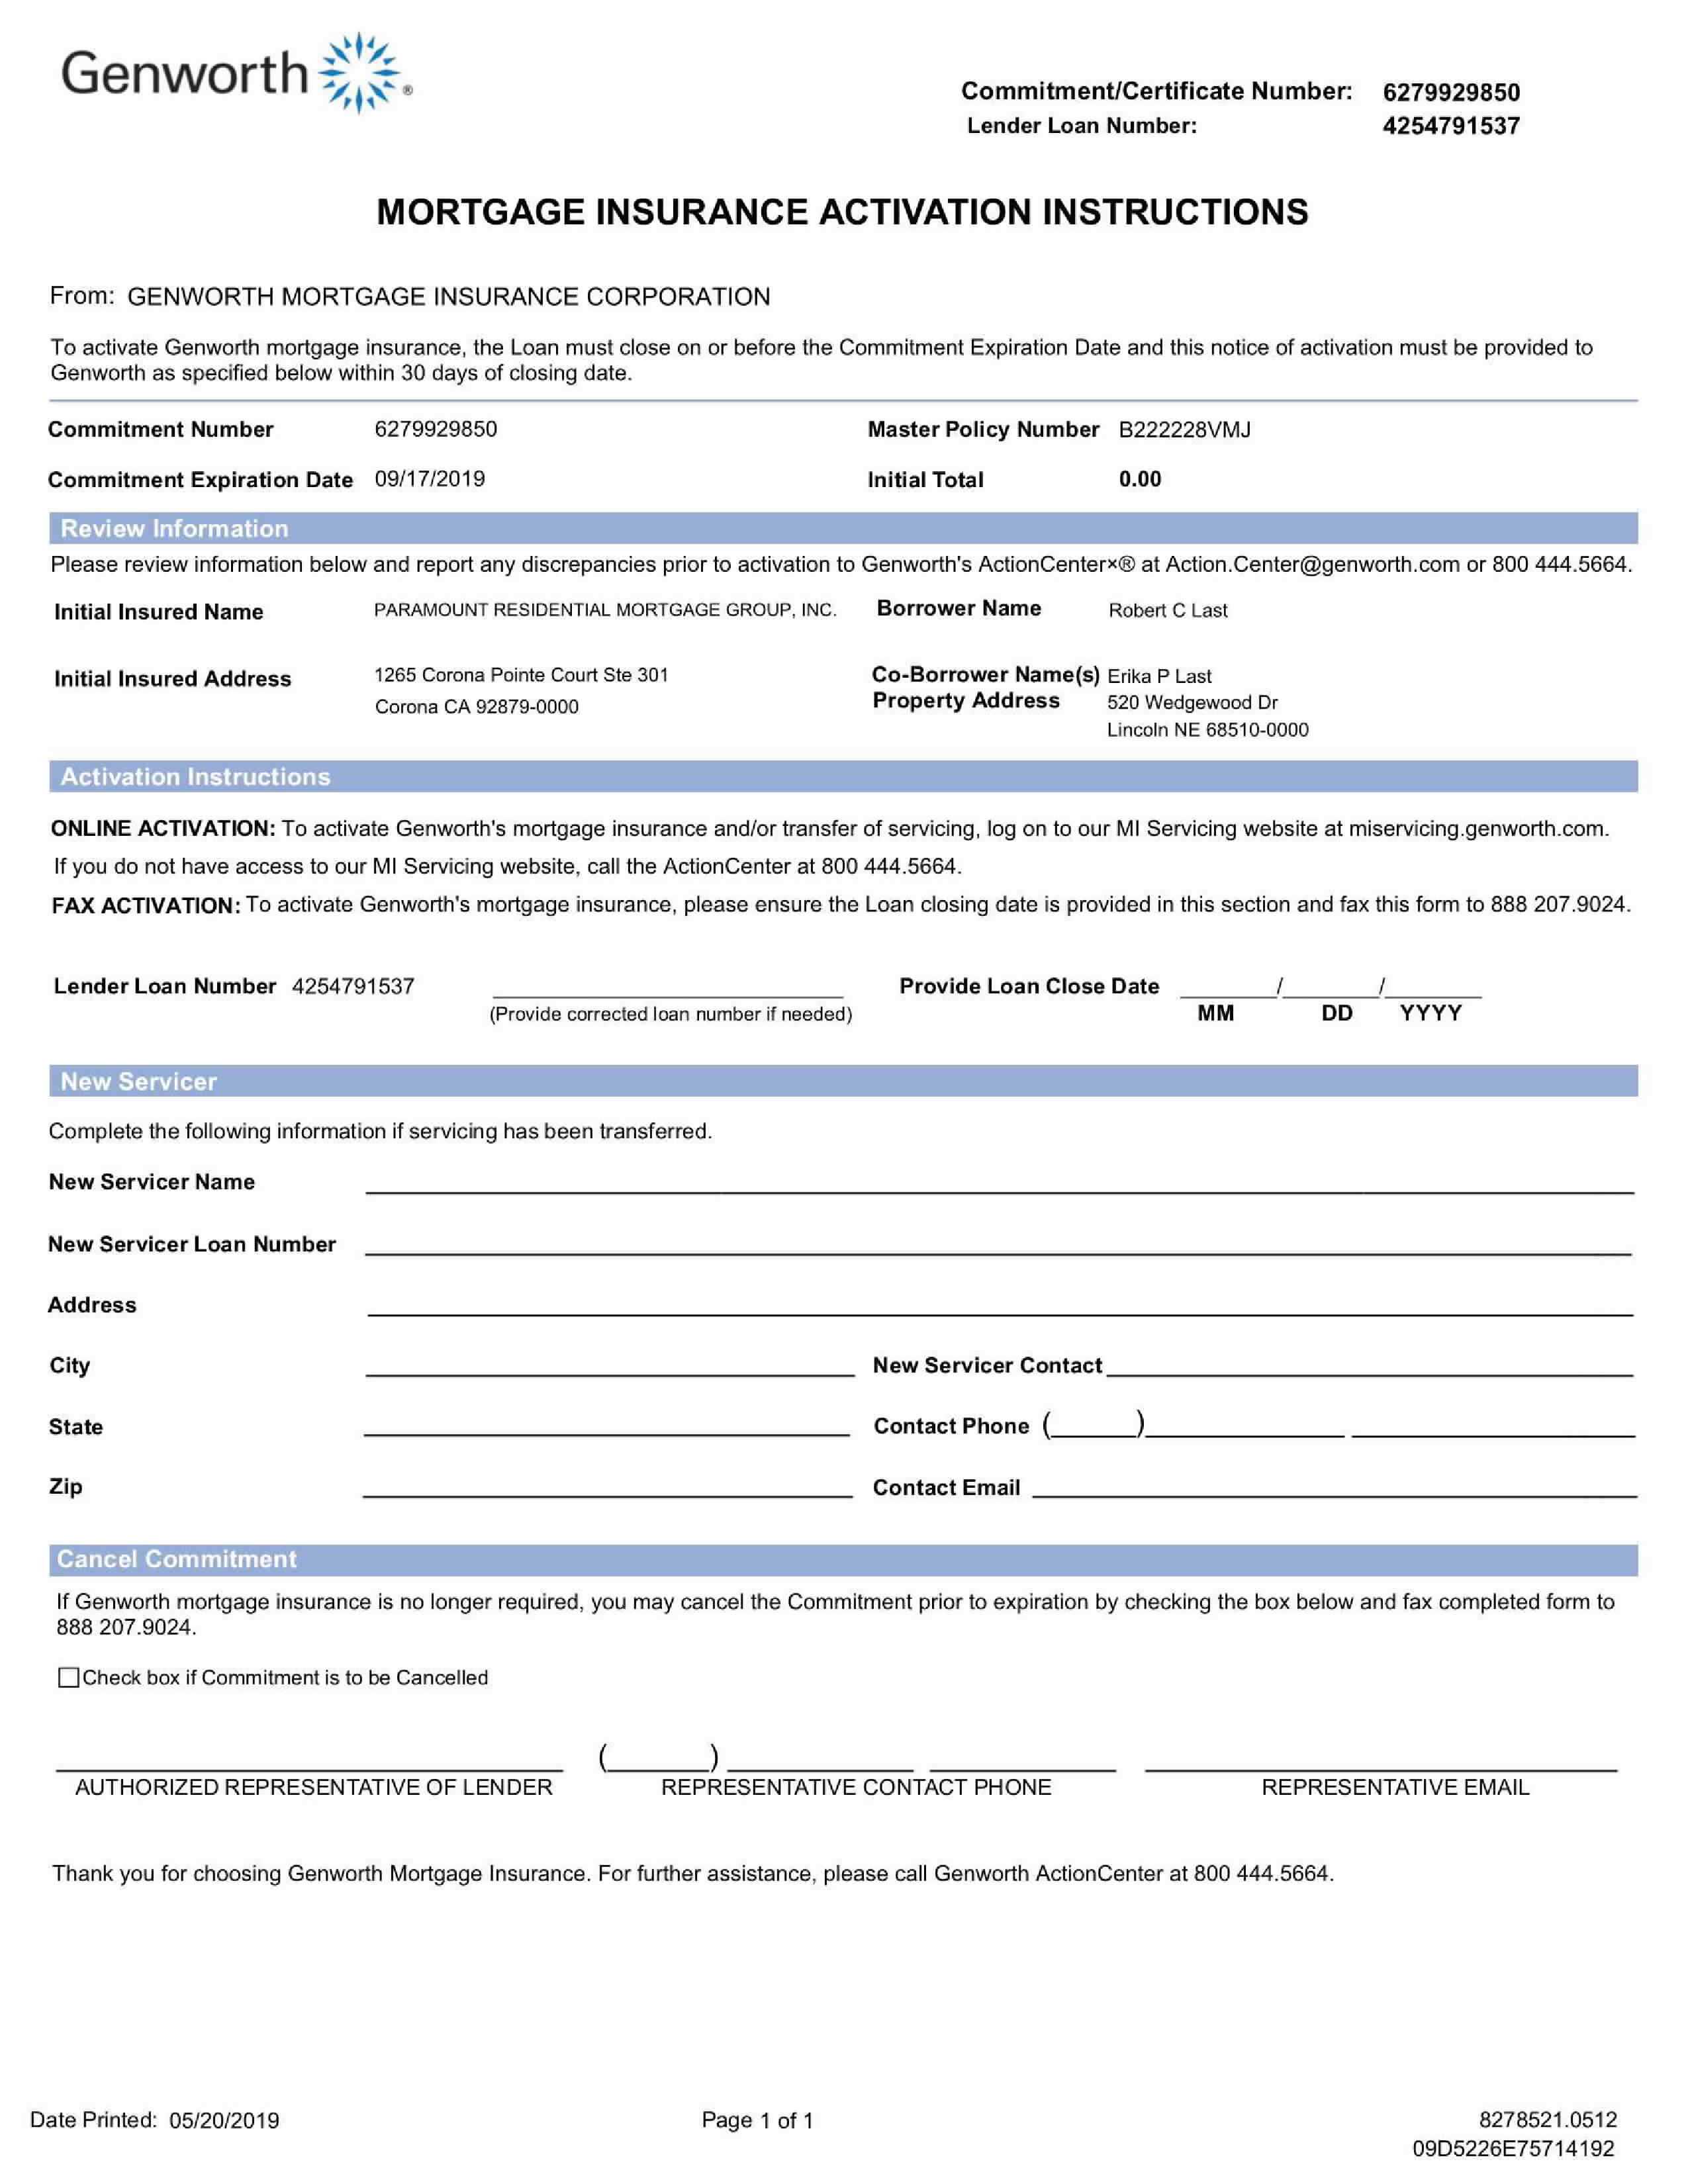 Genworth ®
Commitment/Certificate Number: 6279929850
Lender Loan Number: 4254791537
MORTGAGE INSURANCE ACTIVATION INSTRUCTIONS
From: GENWORTH MORTGAGE INSURANCE CORPORATION
To activate Genworth mortgage insurance, the Loan must close on or before the Commitment Expiration Date and this notice of activation must be provided to
Genworth as specified below within 30 days of closing date.
Commitment Number 6279929850 Master Policy Number B222228VMJ
Commitment Expiration Date 09/17/2019 Initial Total 0.00
Review Information
Please review information below and report any discrepancies prior to activation to Genworth's ActionCenter×® at Action.Center@genworth.com or 800 444.5664.
Initial Insured Name PARAMOUNT RESIDENTIAL MORTGAGE GROUP, INC. Borrower Name Robert C Last
Initial Insured Address 1265 Corona Pointe Court Ste 301 Co-Borrower Name(s) Erika P Last
Corona CA 92879-0000 Property Address 520 Wedgewood Dr
Lincoln NE 68510-0000
Activation Instructions
ONLINE ACTIVATION: To activate Genworth's mortgage insurance and/or transfer of servicing, log on to our MI Servicing website at miservicing.genworth.com.
If you do not have access to our MI Servicing website, call the ActionCenter at 800 444.5664.
FAX ACTIVATION: To activate Genworth's mortgage insurance, please ensure the Loan closing date is provided in this section and fax this form to 888 207.9024.
Lender Loan Number 4254791537 Provide Loan Close Date / /
(Provide corrected loan number if needed) MM DD YYYY
New Servicer
Complete the following information if servicing has been transferred.
New Servicer Name
New Servicer Loan Number
Address
City New Servicer Contact
State Contact Phone ( )
Zip Contact Email
Cancel Commitment
If Genworth mortgage insurance is no longer required, you may cancel the Commitment prior to expiration by checking the box below and fax completed form to
888 207.9024.
Check box if Commitment is to be Cancelled
( )
AUTHORIZED REPRESENTATIVE OF LENDER REPRESENTATIVE CONTACT PHONE REPRESENTATIVE EMAIL
Thank you for choosing Genworth Mortgage Insurance. For further assistance, please call Genworth ActionCenter at 800 444.5664.
Date Printed: 05/20/2019 Page 1 of 1 8278521.0512
09D5226E75714192